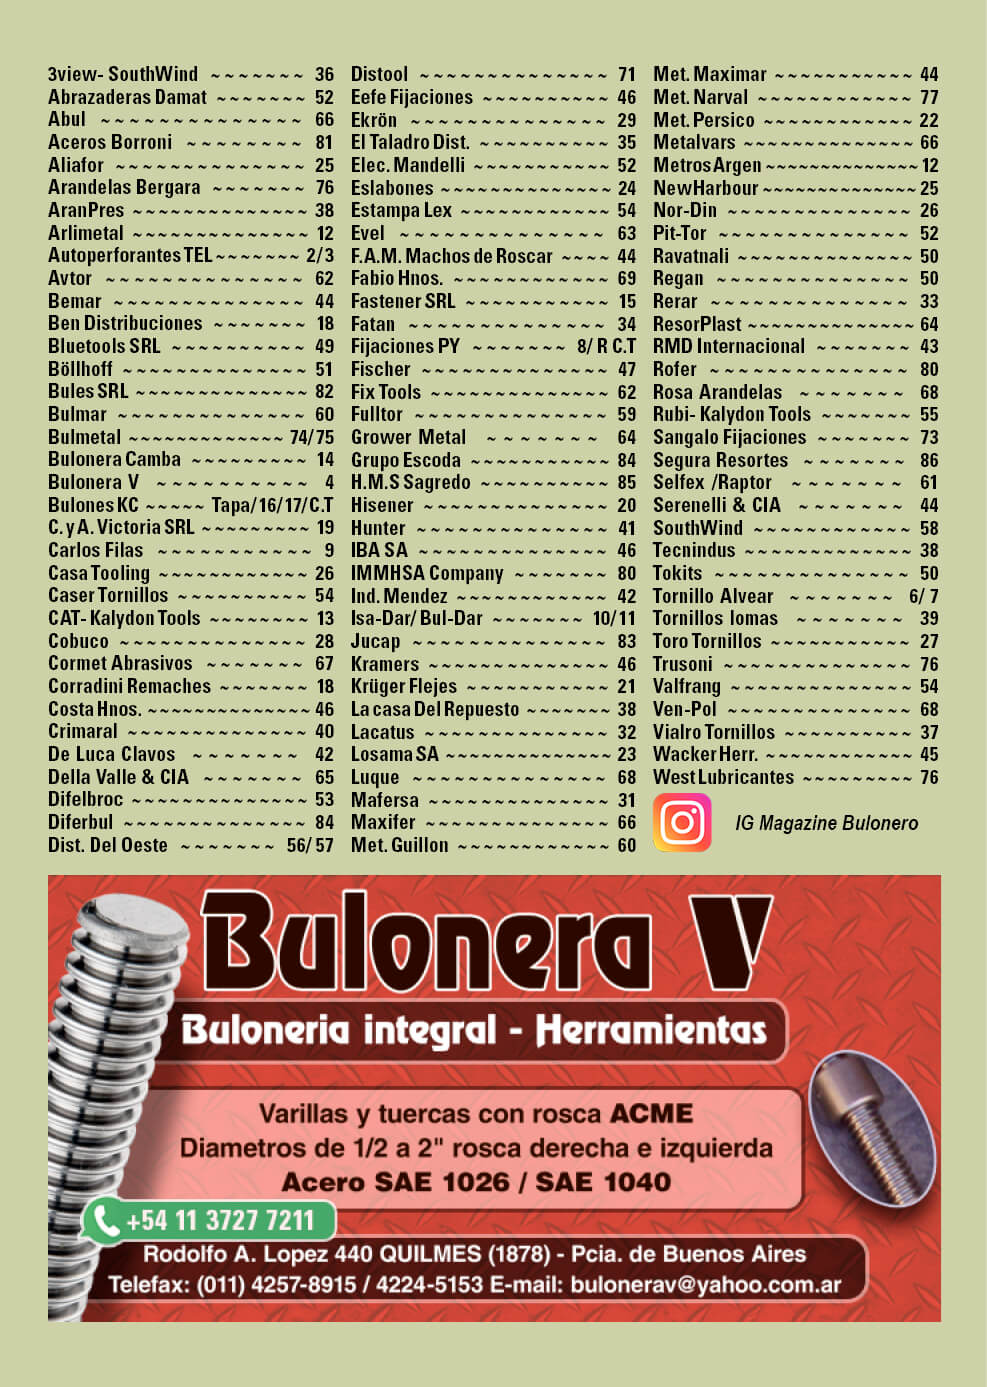 3view- SouthWind ~ ~ ~ ~ ~ ~ ~ 36
Abrazaderas Damat ~ ~ ~ ~ ~ ~ ~ 52
Abul ~ ~ ~ ~ ~ ~ ~ ~ ~ ~ ~ ~ ~ ~ 66
Aceros Borroni ~ ~ ~ ~ ~ ~ ~ ~ 81
Aliafor ~ ~ ~ ~ ~ ~ ~ ~ ~ ~ ~ ~ ~ 25
Arandelas Bergara ~ ~ ~ ~ ~ ~ ~ 76
AranPres ~ ~ ~ ~ ~ ~ ~ ~ ~ ~ ~ ~ ~ ~ 38
Arlimetal ~ ~ ~ ~ ~ ~ ~ ~ ~ ~ ~ ~ ~ ~ 12
Autoperforantes TEL ~ ~ ~ ~ ~ ~ ~ 2/3
Avtor ~ ~ ~ ~ ~ ~ ~ ~ ~ ~ ~ ~ ~ 62
Bemar ~ ~ ~ ~ ~ ~ ~ ~ ~ ~ ~ ~ ~ 44
Ben Distribuciones ~ ~ ~ ~ ~ ~ ~ 18
Bluetools SRL ~ ~ ~ ~ ~ ~ ~ ~ ~ ~ 49
Böllhoff ~ ~ ~ ~ ~ ~ ~ ~ ~ ~ ~ ~ ~ 51
Bules SRL ~ ~ ~ ~ ~ ~ ~ ~ ~ ~ ~ ~ ~ ~ 82
Bulmar ~ ~ ~ ~ ~ ~ ~ ~ ~ ~ ~ ~ ~ ~ 60
Bulmetal ~ ~ ~ ~ ~ ~ ~ ~ ~ ~ ~ ~ ~ 74/75
Bulonera Camba ~ ~ ~ ~ ~ ~ ~ ~ ~ 14
Bulonera V ~ ~ ~ ~ ~ ~ ~ ~ ~ ~ 4
Bulones KC ~ ~ ~ ~ ~ Tapa/16/17/C.T
C. y A. Victoria SRL ~ ~ ~ ~ ~ ~ ~ ~ ~ 19
Carlos Filas ~ ~ ~ ~ ~ ~ ~ ~ ~ ~ ~ 9
Casa Tooling ~ ~ ~ ~ ~ ~ ~ ~ ~ ~ ~ ~ 26
Caser Tornillos ~ ~ ~ ~ ~ ~ ~ ~ ~ ~ 54
CAT- Kalydon Tools ~ ~ ~ ~ ~ ~ ~ ~ 13
Cobuco ~ ~ ~ ~ ~ ~ ~ ~ ~ ~ ~ ~ ~ 28
Cormet Abrasivos ~ ~ ~ ~ ~ ~ ~ 67
Corradini Remaches ~ ~ ~ ~ ~ ~ ~ 18
Costa Hnos. ~ ~ ~ ~ ~ ~ ~ ~ ~ ~ ~ ~ ~ 46
Crimaral ~ ~ ~ ~ ~ ~ ~ ~ ~ ~ ~ ~ ~ 40
De Luca Clavos ~ ~ ~ ~ ~ ~ ~ 42
Della Valle & CIA ~ ~ ~ ~ ~ ~ ~ 65
Difelbroc ~ ~ ~ ~ ~ ~ ~ ~ ~ ~ ~ ~ ~ ~ 53
Diferbul ~ ~ ~ ~ ~ ~ ~ ~ ~ ~ ~ ~ ~ ~ 84
Dist. Del Oeste ~ ~ ~ ~ ~ ~ ~ 56/ 57
Distool ~ ~ ~ ~ ~ ~ ~ ~ ~ ~ ~ ~ ~ ~ 71
Eefe Fijaciones ~ ~ ~ ~ ~ ~ ~ ~ ~ ~ 46
Ekrön ~ ~ ~ ~ ~ ~ ~ ~ ~ ~ ~ ~ ~ 29
El Taladro Dist. ~ ~ ~ ~ ~ ~ ~ ~ ~ ~ 35
Elec. Mandelli ~ ~ ~ ~ ~ ~ ~ ~ ~ ~ ~ 52
Eslabones ~ ~ ~ ~ ~ ~ ~ ~ ~ ~ ~ ~ ~ ~ 24
Estampa Lex ~ ~ ~ ~ ~ ~ ~ ~ ~ ~ ~ ~ 54
Evel ~ ~ ~ ~ ~ ~ ~ ~ ~ ~ ~ ~ ~ ~ 63
F.A.M. Machos de Roscar ~ ~ ~ ~ 44
Fabio Hnos. ~ ~ ~ ~ ~ ~ ~ ~ ~ ~ ~ 69
Fastener SRL ~ ~ ~ ~ ~ ~ ~ ~ ~ ~ ~ 15
Fatan ~ ~ ~ ~ ~ ~ ~ ~ ~ ~ ~ ~ ~ 34
Fijaciones PY ~ ~ ~ ~ ~ ~ ~ 8/ R C.T
Fischer ~ ~ ~ ~ ~ ~ ~ ~ ~ ~ ~ ~ ~ 47
Fix Tools ~ ~ ~ ~ ~ ~ ~ ~ ~ ~ ~ ~ ~ 62
Fulltor ~ ~ ~ ~ ~ ~ ~ ~ ~ ~ ~ ~ ~ 59
Grower Metal ~ ~ ~ ~ ~ ~ ~ 64
Grupo Escoda ~ ~ ~ ~ ~ ~ ~ ~ ~ ~ ~ 84
H.M.S Sagredo ~ ~ ~ ~ ~ ~ ~ ~ ~ ~ 85
Hisener ~ ~ ~ ~ ~ ~ ~ ~ ~ ~ ~ ~ ~ 20
Hunter ~ ~ ~ ~ ~ ~ ~ ~ ~ ~ ~ ~ ~ 41
IBA SA ~ ~ ~ ~ ~ ~ ~ ~ ~ ~ ~ ~ ~ ~ 46
IMMHSA Company ~ ~ ~ ~ ~ ~ ~ 80
Ind. Mendez ~ ~ ~ ~ ~ ~ ~ ~ ~ ~ ~ ~ 42
Isa-Dar/ Bul-Dar ~ ~ ~ ~ ~ ~ ~ 10/11
Jucap ~ ~ ~ ~ ~ ~ ~ ~ ~ ~ ~ ~ ~ 83
Kramers ~ ~ ~ ~ ~ ~ ~ ~ ~ ~ ~ ~ ~ ~ 46
Krüger Flejes ~ ~ ~ ~ ~ ~ ~ ~ ~ ~ ~ 21
La casa Del Repuesto ~ ~ ~ ~ ~ ~ ~ 38
Lacatus ~ ~ ~ ~ ~ ~ ~ ~ ~ ~ ~ ~ ~ 32
Losama SA ~ ~ ~ ~ ~ ~ ~ ~ ~ ~ ~ ~ ~ 23
Luque ~ ~ ~ ~ ~ ~ ~ ~ ~ ~ ~ ~ ~ 68
Mafersa ~ ~ ~ ~ ~ ~ ~ ~ ~ ~ ~ ~ ~ ~ 31
Maxifer ~ ~ ~ ~ ~ ~ ~ ~ ~ ~ ~ ~ ~ ~ 66
Met. Guillon ~ ~ ~ ~ ~ ~ ~ ~ ~ ~ ~ ~ 60
Met. Maximar ~ ~ ~ ~ ~ ~ ~ ~ ~ ~ ~ 44
Met. Narval ~ ~ ~ ~ ~ ~ ~ ~ ~ ~ ~ ~ 77
Met. Persico ~ ~ ~ ~ ~ ~ ~ ~ ~ ~ ~ ~ 22
Metalvars ~ ~ ~ ~ ~ ~ ~ ~ ~ ~ ~ ~ ~ ~ 66
Metros Argen ~ ~ ~ ~ ~ ~ ~ ~ ~ ~ ~ ~ ~ 12
NewHarbour ~ ~ ~ ~ ~ ~ ~ ~ ~ ~ ~ ~ ~ ~ 25
Nor-Din ~ ~ ~ ~ ~ ~ ~ ~ ~ ~ ~ ~ ~ 26
Pit-Tor ~ ~ ~ ~ ~ ~ ~ ~ ~ ~ ~ ~ ~ 52
Ravatnali ~ ~ ~ ~ ~ ~ ~ ~ ~ ~ ~ ~ ~ ~ 50
Regan ~ ~ ~ ~ ~ ~ ~ ~ ~ ~ ~ ~ ~ 50
Rerar ~ ~ ~ ~ ~ ~ ~ ~ ~ ~ ~ ~ ~ 33
ResorPlast ~ ~ ~ ~ ~ ~ ~ ~ ~ ~ ~ ~ ~ ~ 64
RMD Internacional ~ ~ ~ ~ ~ ~ ~ 43
Rofer ~ ~ ~ ~ ~ ~ ~ ~ ~ ~ ~ ~ ~ 80
Rosa Arandelas ~ ~ ~ ~ ~ ~ ~ 68
Rubi- Kalydon Tools ~ ~ ~ ~ ~ ~ ~ 55
Sangalo Fijaciones ~ ~ ~ ~ ~ ~ ~ 73
Segura Resortes ~ ~ ~ ~ ~ ~ ~ 86
Selfex /Raptor ~ ~ ~ ~ ~ ~ ~ 61
Serenelli & CIA ~ ~ ~ ~ ~ ~ ~ 44
SouthWind ~ ~ ~ ~ ~ ~ ~ ~ ~ ~ ~ ~ 58
Tecnindus ~ ~ ~ ~ ~ ~ ~ ~ ~ ~ ~ ~ ~ 38
Tokits ~ ~ ~ ~ ~ ~ ~ ~ ~ ~ ~ ~ ~ ~ 50
Tornillo Alvear ~ ~ ~ ~ ~ ~ ~ 6/ 7
Tornillos lomas ~ ~ ~ ~ ~ ~ ~ 39
Toro Tornillos ~ ~ ~ ~ ~ ~ ~ ~ ~ ~ ~ 27
Trusoni ~ ~ ~ ~ ~ ~ ~ ~ ~ ~ ~ ~ ~ 76
Valfrang ~ ~ ~ ~ ~ ~ ~ ~ ~ ~ ~ ~ ~ ~ 54
Ven-Pol ~ ~ ~ ~ ~ ~ ~ ~ ~ ~ ~ ~ ~ 68
Vialro Tornillos ~ ~ ~ ~ ~ ~ ~ ~ ~ ~ 37
Wacker Herr. ~ ~ ~ ~ ~ ~ ~ ~ ~ ~ ~ ~ 45
West Lubricantes ~ ~ ~ ~ ~ ~ ~ ~ ~ 76
IG Magazine Bulonero
Bulonera V
Buloneria integral - Herramientas
Varillas y tuercas con rosca ACME
Diametros de 1/2 a 2" rosca derecha e izquierda
Acero SAE 1026 / SAE 1040
+54 11 3727 7211
Rodolfo A. Lopez 440 QUILMES (1878) - Pcia. de Buenos Aires
Telefax: (011) 4257-8915 / 4224-5153 E-mail: bulonerav@yahoo.com.ar